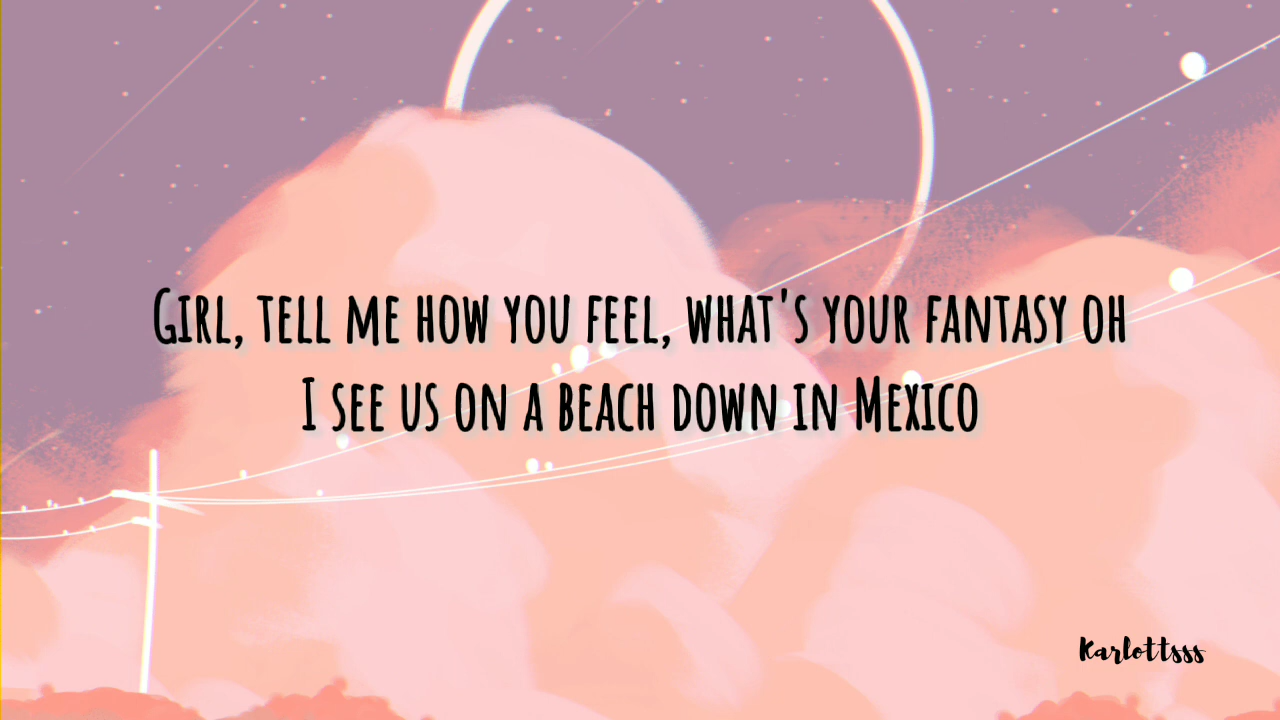 Girl, tell me how you feel, what's your fantasy oh
I see us on a beach down in Mexico
Karlottsss